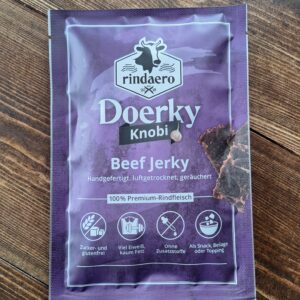 rindaero
Doerky
Knobi
Beef Jerky
Handgefertigt, luftgetrocknet, geräuchert
100% Premium-Rindfleisch
Zucker- und
glutenfrei
Viel Eiweiß,
kaum Fett
Ohne
Zusatzstoffe
Als Snack, Beilage
oder Topping